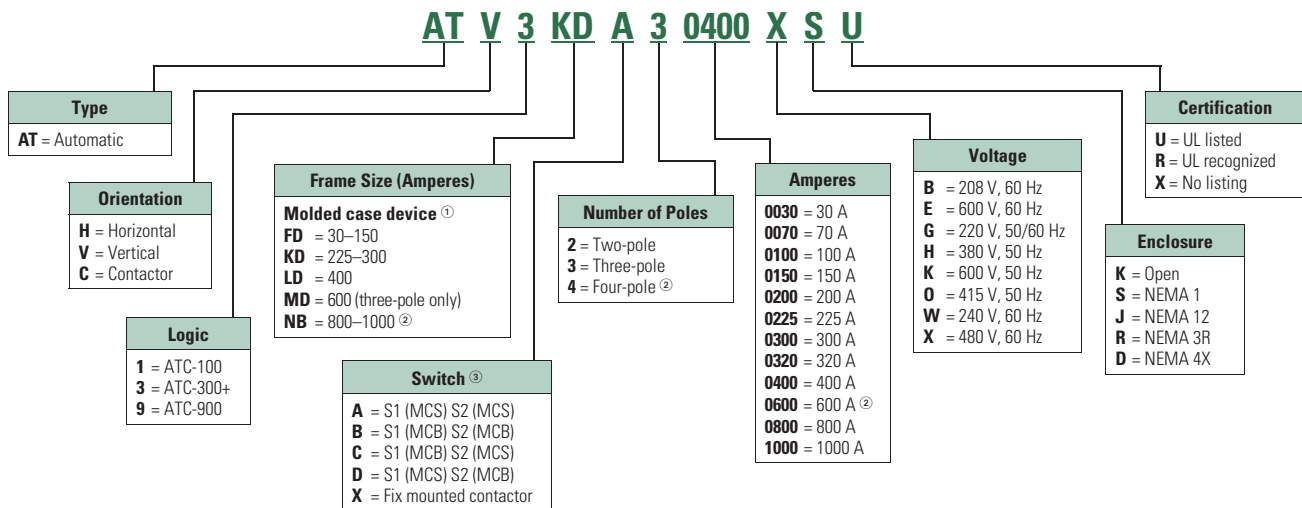 AT V 3 KD A 3 0400 X S U
Type
AT = Automatic
Orientation
H = Horizontal
V = Vertical
C = Contactor
Logic
1 = ATC-100
3 = ATC-300+
9 = ATC-900
Frame Size (Amperes)
Molded case device ①
FD = 30–150
KD = 225–300
LD = 400
MD = 600 (three-pole only)
NB = 800–1000 ②
Switch ③
A = S1 (MCS) S2 (MCS)
B = S1 (MCB) S2 (MCB)
C = S1 (MCB) S2 (MCS)
D = S1 (MCS) S2 (MCB)
X = Fix mounted contactor
Number of Poles
2 = Two-pole
3 = Three-pole
4 = Four-pole ②
Amperes
0030 = 30 A
0070 = 70 A
0100 = 100 A
0150 = 150 A
0200 = 200 A
0225 = 225 A
0300 = 300 A
0320 = 320 A
0400 = 400 A
0600 = 600 A ②
0800 = 800 A
1000 = 1000 A
Voltage
B = 208 V, 60 Hz
E = 600 V, 60 Hz
G = 220 V, 50/60 Hz
H = 380 V, 50 Hz
K = 600 V, 50 Hz
O = 415 V, 50 Hz
W = 240 V, 60 Hz
X = 480 V, 60 Hz
Enclosure
K = Open
S = NEMA 1
J = NEMA 12
R = NEMA 3R
D = NEMA 4X
Certification
U = UL listed
R = UL recognized
X = No listing